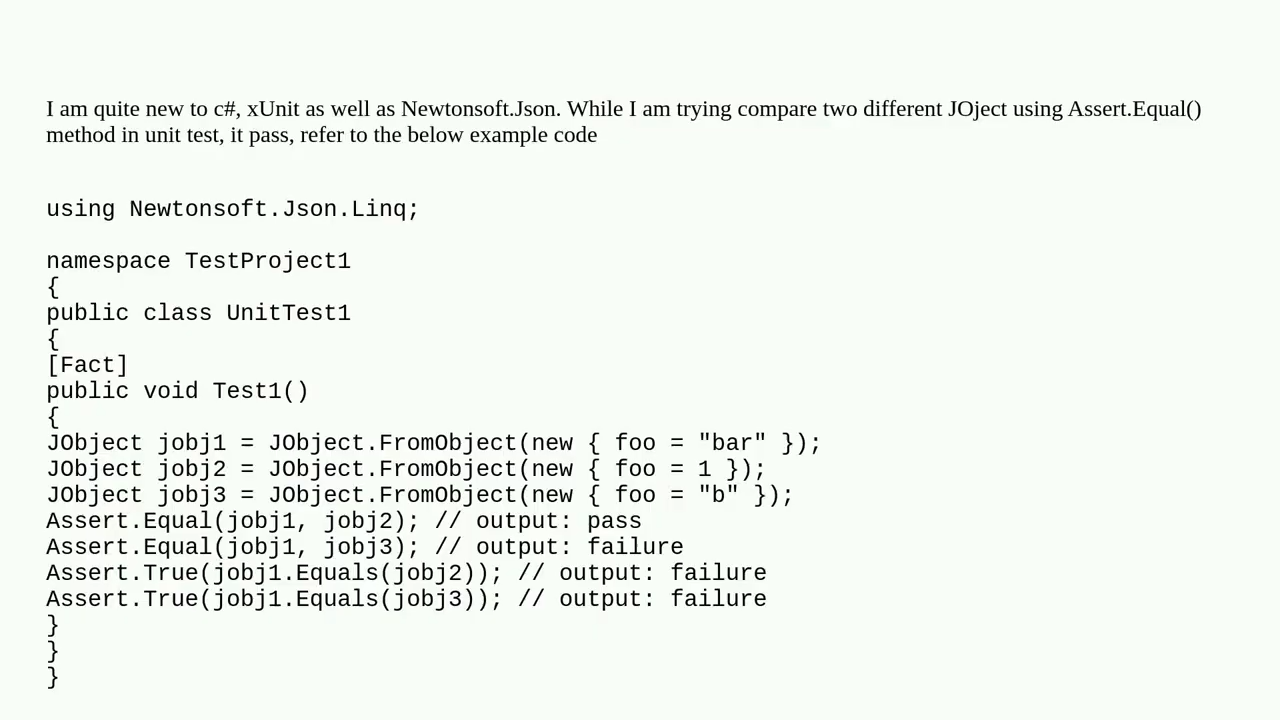 I am quite new to c#, xUnit as well as Newtonsoft.Json. While I am trying compare two different JOject using Assert.Equal()
method in unit test, it pass, refer to the below example code
using Newtonsoft.Json.Linq;
namespace TestProject1
{
public class UnitTest1
{
[Fact]
public void Test1()
{
JObject jobj1 = JObject.FromObject(new { foo = "bar" });
JObject jobj2 = JObject.FromObject(new { foo = 1 });
JObject jobj3 = JObject.FromObject(new { foo = "b" });
Assert.Equal(jobj1, jobj2); // output: pass
Assert.Equal(jobj1, jobj3); // output: failure
Assert.True(jobj1.Equals(jobj2)); // output: failure
Assert.True(jobj1.Equals(jobj3)); // output: failure
}
}
}